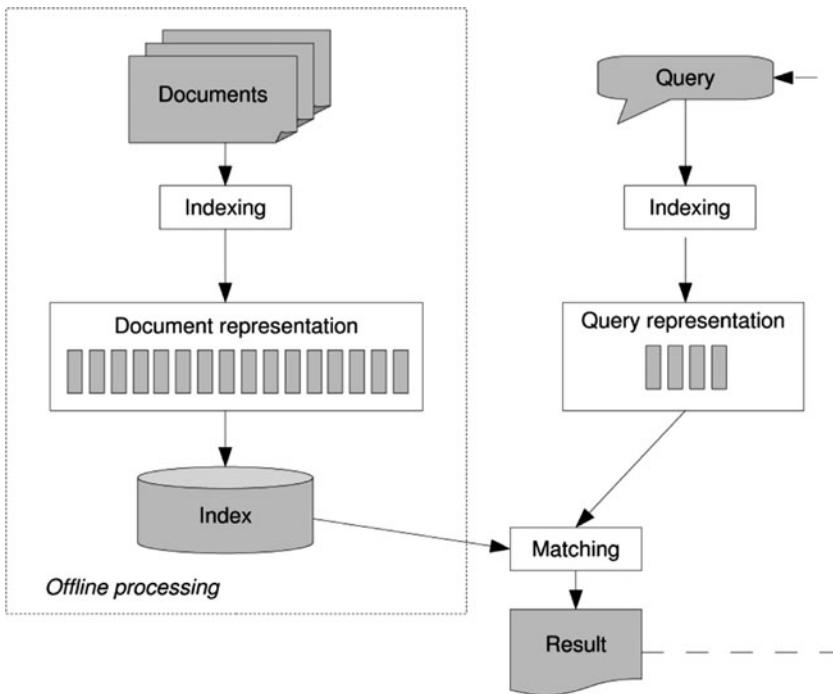 Documents
Query
Indexing
Indexing
Document representation
Query representation
Index
Matching
Offline processing
Result